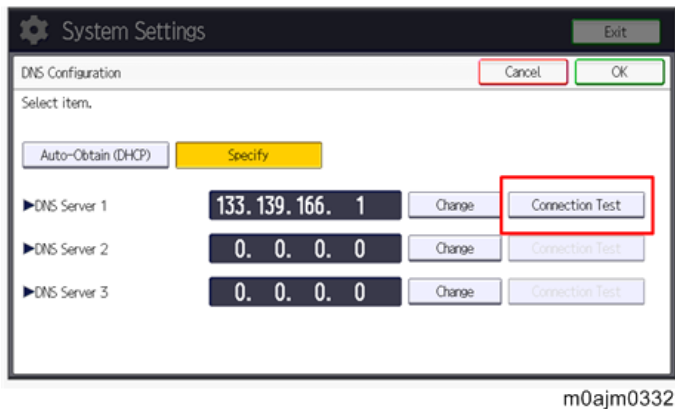 System Settings Exit
DNS Configuration Cancel OK
Select item.
Auto-Obtain (DHCP) Specify
►DNS Server 1 133.139.166. 1 Change Connection Test
►DNS Server 2 0. 0. 0. 0 Change Connection Test
►DNS Server 3 0. 0. 0. 0 Change Connection Test
m0ajm0332